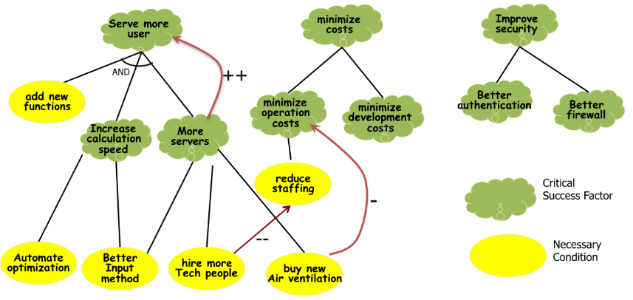 Serve more
user
minimize
costs
Improve
security
AND
++
add new
functions
Increase
calculation
speed
More
servers
minimize
operation
costs
minimize
development
costs
Better
authentication
Better
firewall
reduce
staffing
-
--
Automate
optimization
Better
Input
method
hire more
Tech people
buy new
Air ventilation
Critical
Success Factor
Necessary
Condition